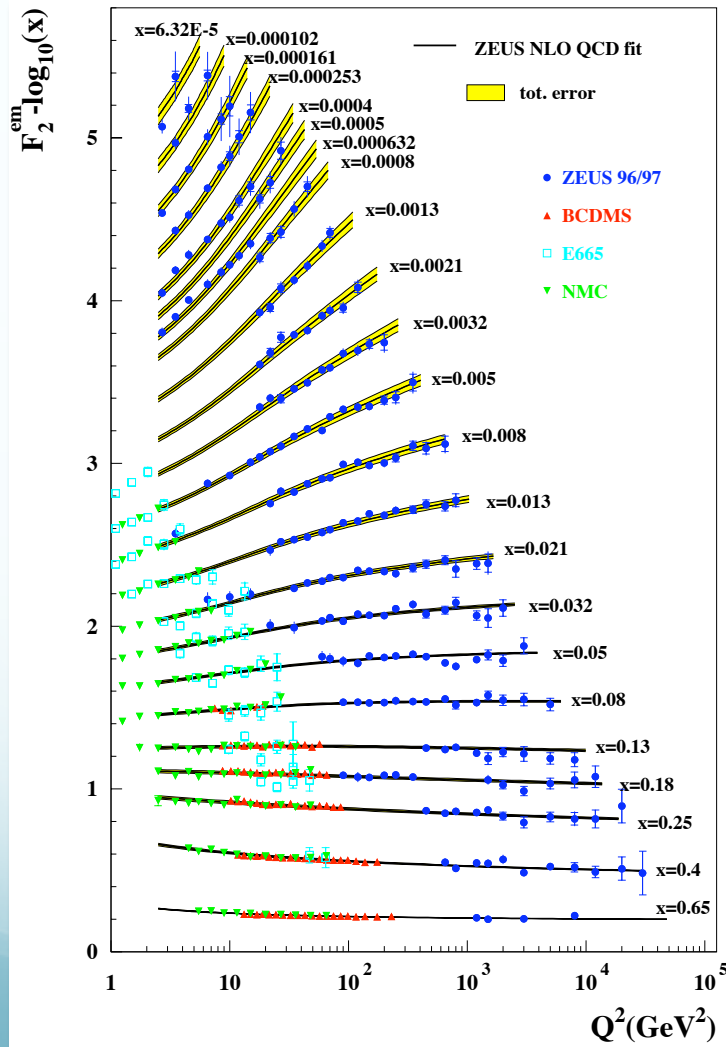 F₂ᵉᵐ-log₁₀(x)
x=6.32E-5
x=0.000102
x=0.000161
x=0.000253
x=0.0004
x=0.0005
x=0.000632
x=0.0008
x=0.0013
x=0.0021
x=0.0032
x=0.005
x=0.008
x=0.013
x=0.021
x=0.032
x=0.05
x=0.08
x=0.13
x=0.18
x=0.25
x=0.4
x=0.65
ZEUS NLO QCD fit
tot. error
ZEUS 96/97
BCDMS
E665
NMC
5
4
3
2
1
0
1 10 10² 10³ 10⁴ 10⁵
Q²(GeV²)